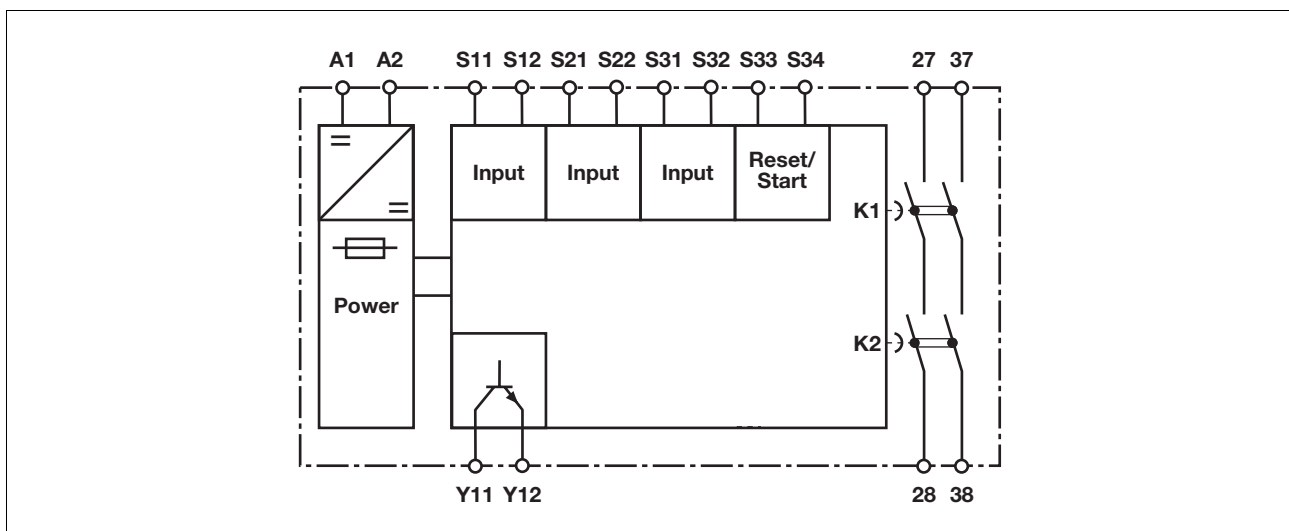 A1 A2 S11 S12 S21 S22 S31 S32 S33 S34 27 37
Input Input Input Reset/
Start
K1
Power
K2
Y11 Y12 28 38